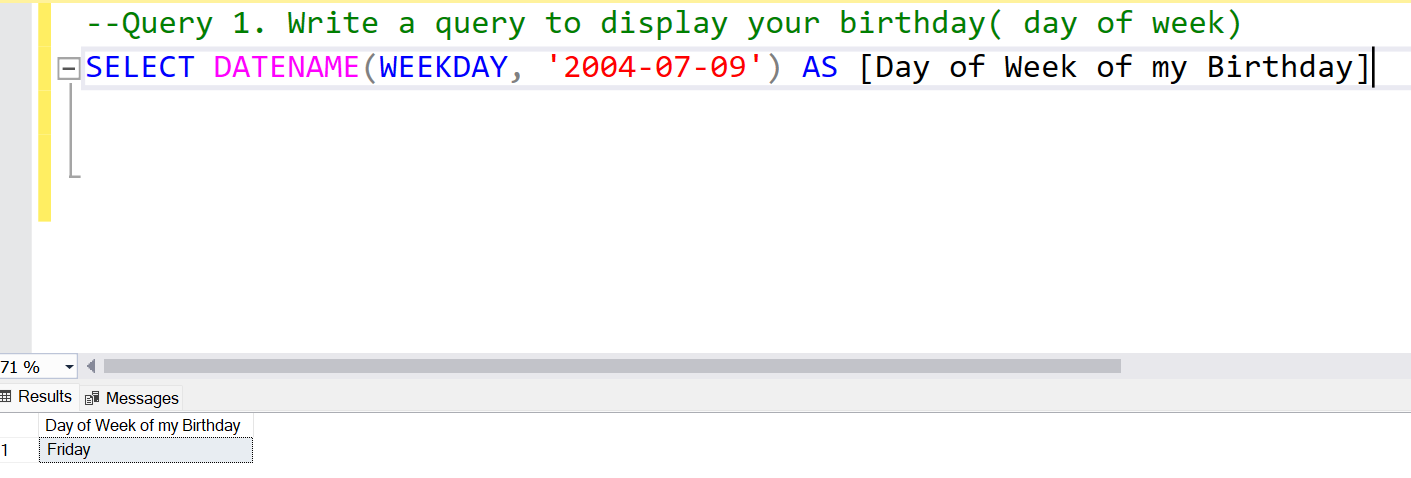 --Query 1. Write a query to display your birthday( day of week)
SELECT DATENAME(WEEKDAY, '2004-07-09') AS [Day of Week of my Birthday]
71 %
Results Messages
Day of Week of my Birthday
1 Friday